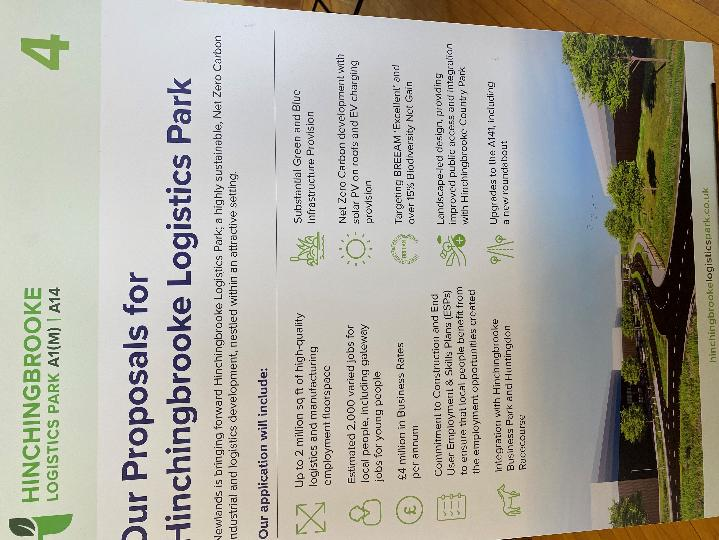 HINCHINGBROOKE
LOGISTICS PARK A1(M) | A14
4
Our Proposals for
Hinchingbrooke Logistics Park
Newlands is bringing forward Hinchingbrooke Logistics Park; a highly sustainable, Net Zero Carbon
industrial and logistics development, nestled within an attractive setting.
Our application will include:
Up to 2 million sq ft of high-quality
logistics and manufacturing
employment floorspace
Estimated 2,000 varied jobs for
local people, including gateway
jobs for young people
£4 million in Business Rates
per annum
Commitment to Construction and End
User Employment & Skills Plans (ESPs)
to ensure that local people benefit from
the employment opportunities created
Integration with Hinchingbrooke
Business Park and Huntingdon
Racecourse
Substantial Green and Blue
Infrastructure Provision
Net Zero Carbon development with
solar PV on roofs and EV charging
provision
Targeting BREEAM 'Excellent' and
over 15% Biodiversity Net Gain
Landscape-led design, providing
improved public access and integration
with Hinchingbrooke Country Park
Upgrades to the A141, including
a new roundabout
hinchingbrookelogisticspark.co.uk